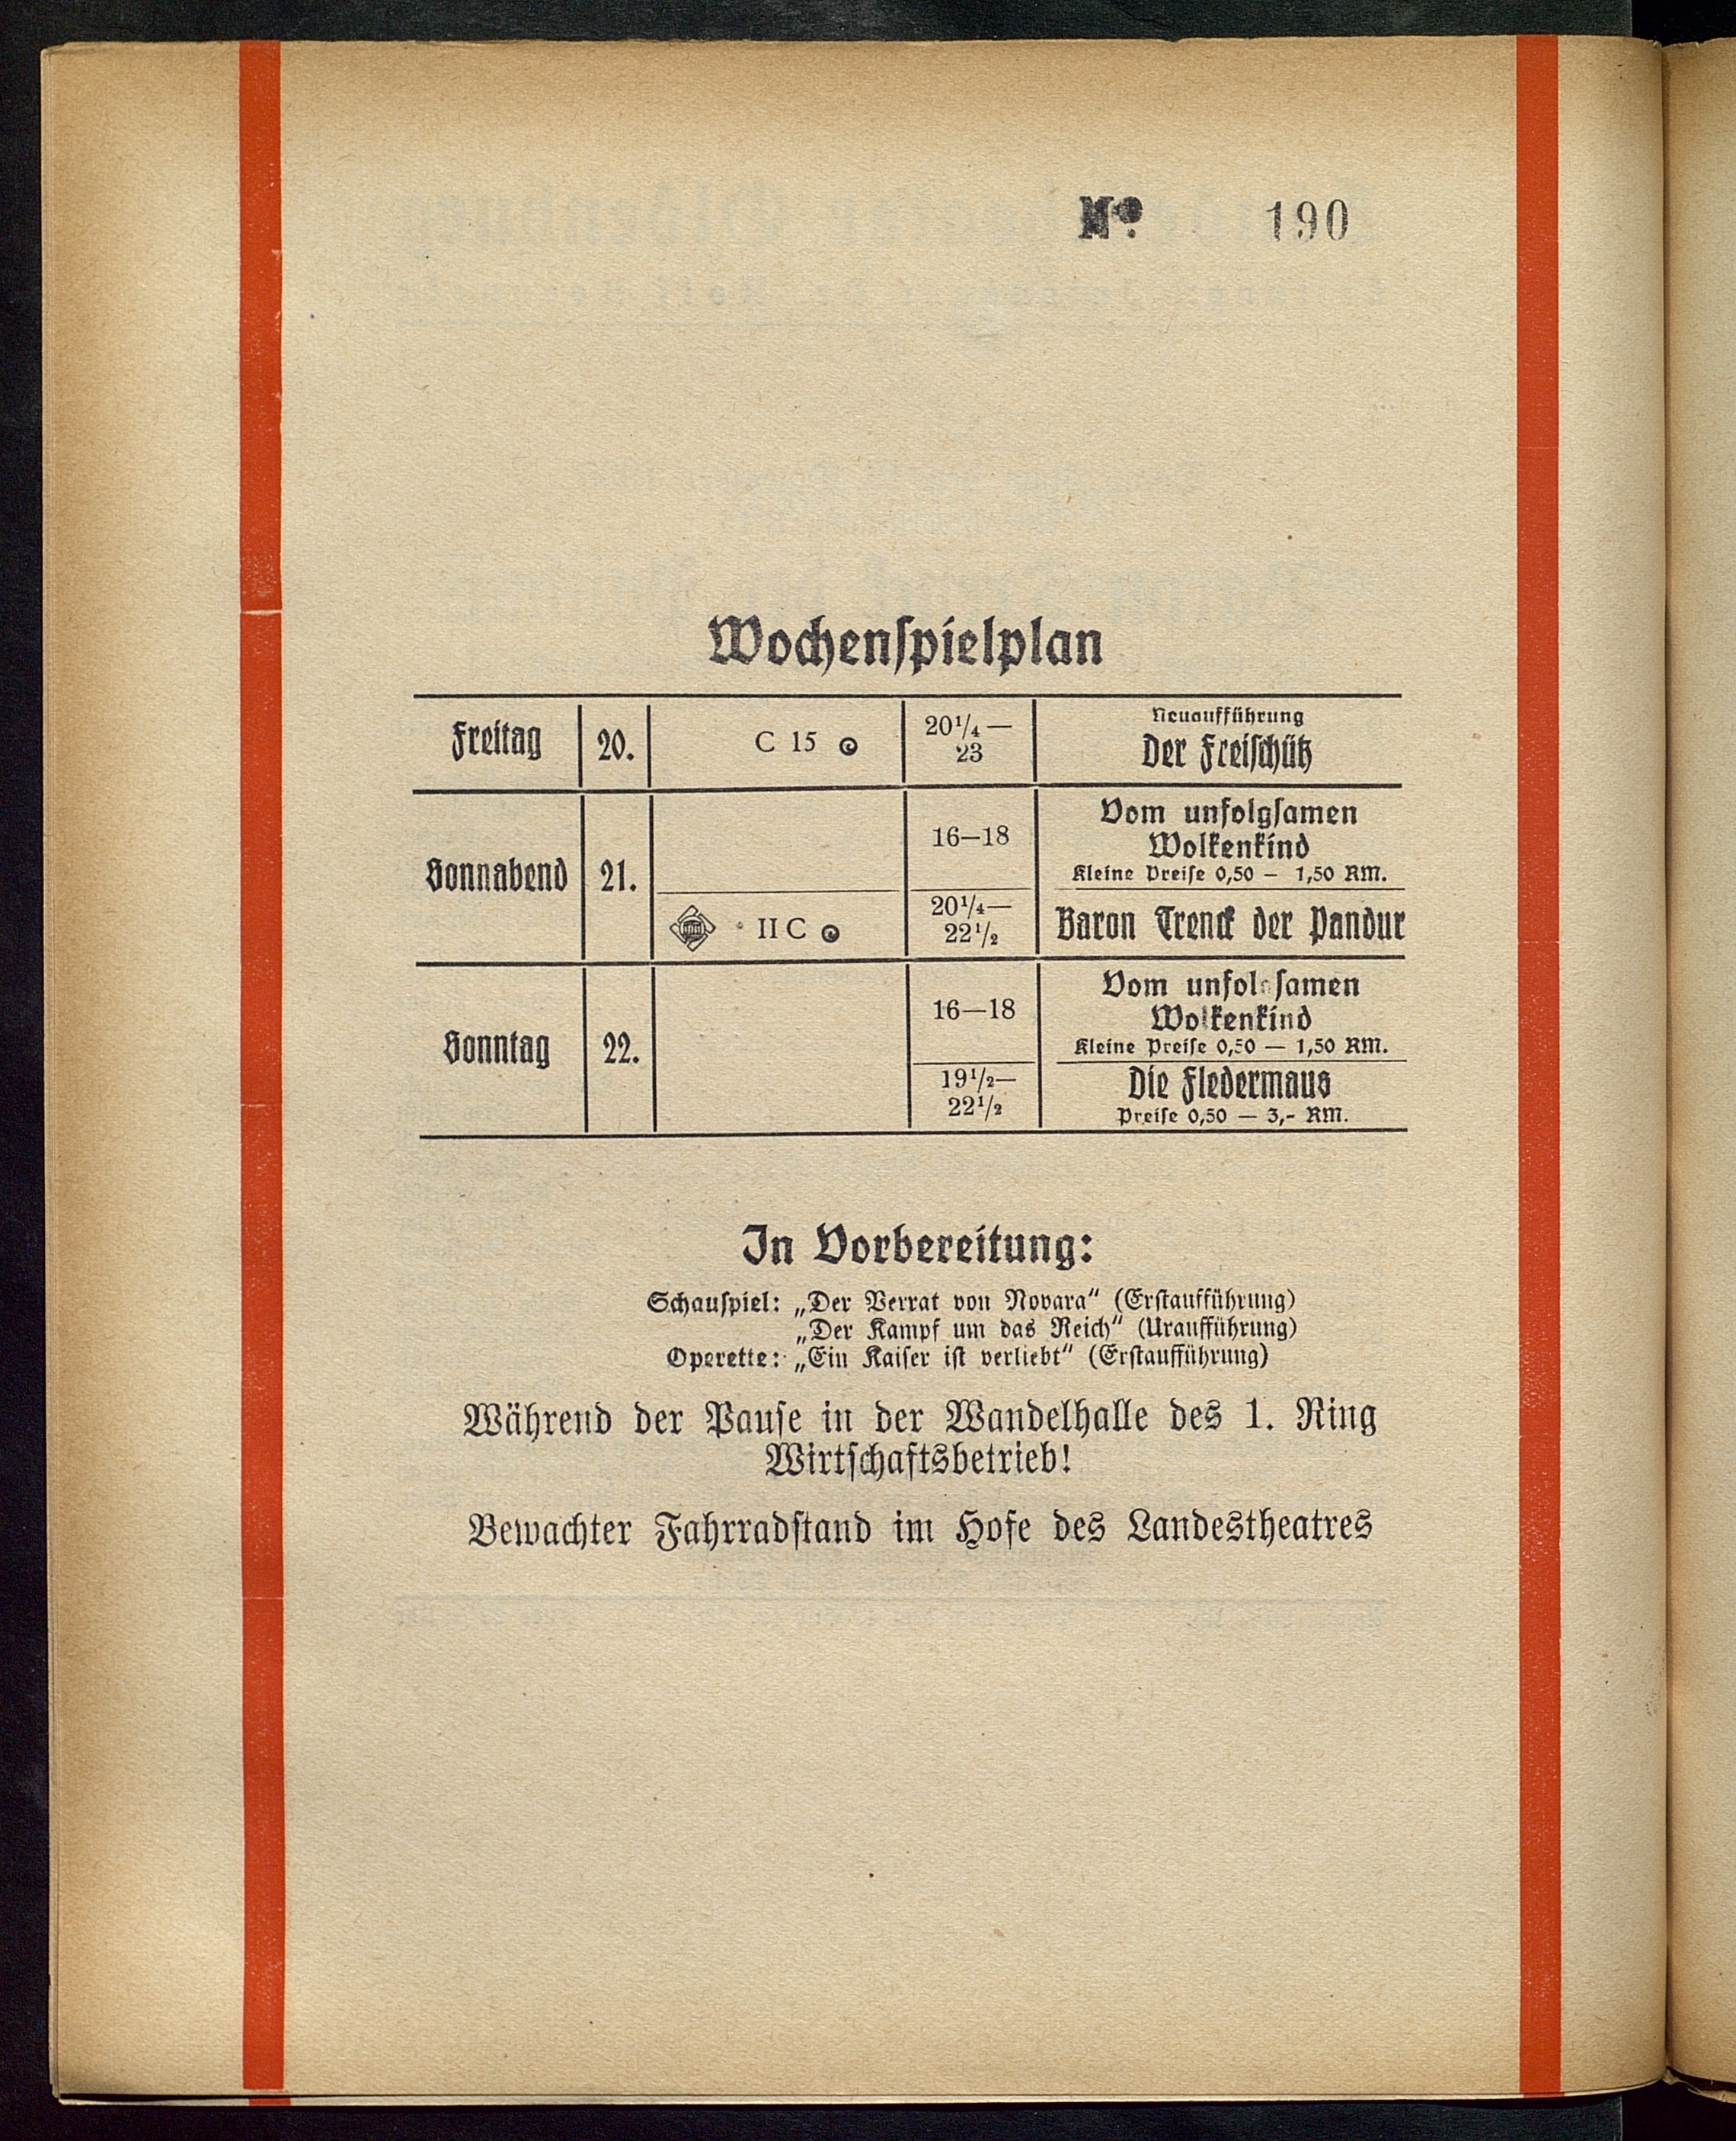 No 190
Wochenspielplan
Freitag 20. C 15 20¼— 23 Neuaufführung
Der Freischütz
Sonnabend 21. 16–18 Vom unfolgsamen
Wolkenkind
Kleine Preise 0,50 – 1,50 RM.
II C 20¼— 22½ Baron Trenck der Pandur
Sonntag 22. 16—18 Vom unfolgsamen
Wolkenkind
Kleine Preise 0,50 — 1,50 RM.
19½— 22½ Die Fledermaus
Preise 0,50 — 3,- RM.
In Vorbereitung:
Schauspiel: „Der Verrat von Novara“ (Erstaufführung)
„Der Kampf um das Reich“ (Uraufführung)
Operette: „Ein Kaiser ist verliebt“ (Erstaufführung)
Während der Pause in der Wandelhalle des 1. Ring
Wirtschaftsbetrieb!
Bewachter Fahrradstand im Hofe des Landestheatres